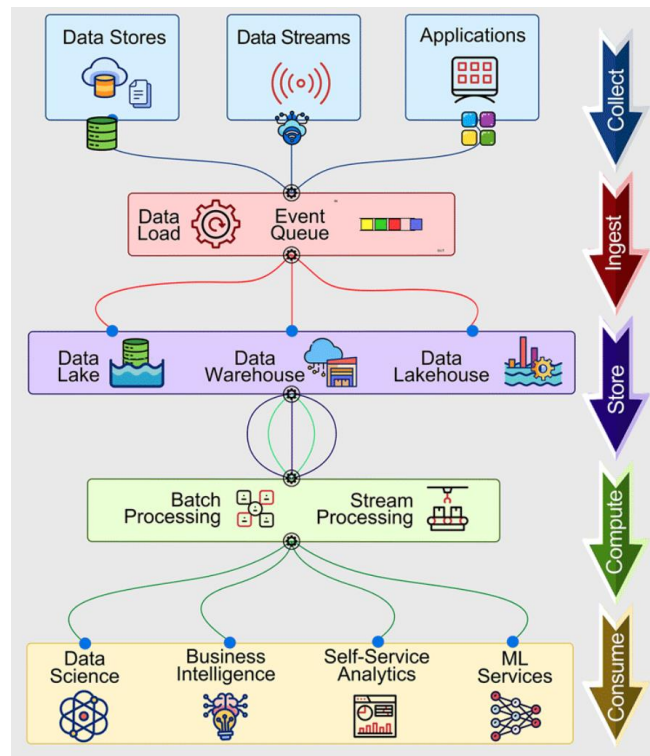 Data Stores
Data Streams
Applications
Collect
Data
Load
Event
Queue
Ingest
Data
Lake
Data
Warehouse
Data
Lakehouse
Store
Batch
Processing
Stream
Processing
Compute
Data
Science
Business
Intelligence
Self-Service
Analytics
ML
Services
Consume